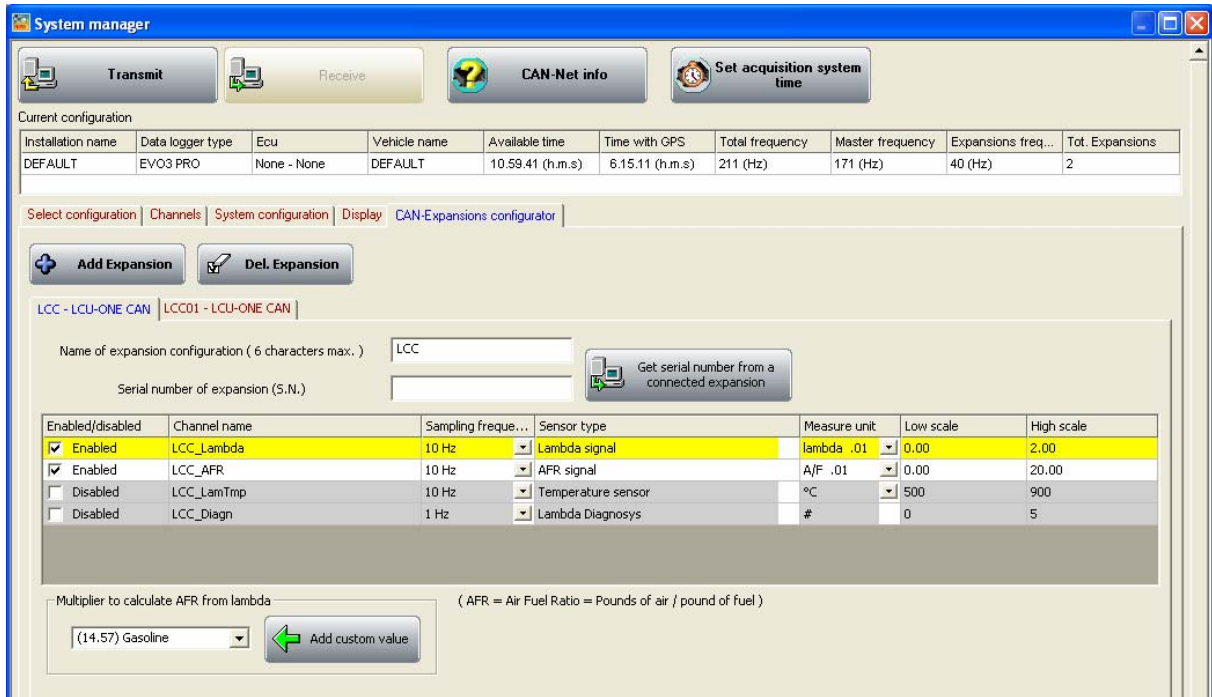 System manager
Transmit
Receive
CAN-Net info
Set acquisition system
time
Current configuration
Installation name Data logger type Ecu Vehicle name Available time Time with GPS Total frequency Master frequency Expansions freq... Tot. Expansions
DEFAULT EVO3 PRO None - None DEFAULT 10.59.41 (h.m.s) 6.15.11 (h.m.s) 211 (Hz) 171 (Hz) 40 (Hz) 2
Select configuration Channels System configuration Display CAN-Expansions configurator
Add Expansion Del. Expansion
LCC - LCU-ONE CAN LCC01 - LCU-ONE CAN
Name of expansion configuration ( 6 characters max. ) LCC
Get serial number from a
connected expansion
Serial number of expansion (S.N.)
Enabled/disabled Channel name Sampling freque... Sensor type Measure unit Low scale High scale
Enabled LCC_Lambda 10 Hz Lambda signal lambda .01 0.00 2.00
Enabled LCC_AFR 10 Hz AFR signal A/F .01 0.00 20.00
Disabled LCC_LamTmp 10 Hz Temperature sensor °C 500 900
Disabled LCC_Diagn 1 Hz Lambda Diagnosys # 0 5
Multiplier to calculate AFR from lambda ( AFR = Air Fuel Ratio = Pounds of air / pound of fuel )
(14.57) Gasoline Add custom value